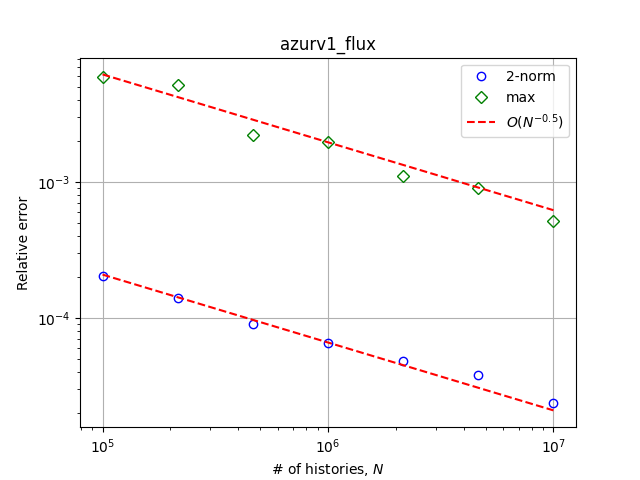 azurv1_flux
2-norm
max
O(N^{-0.5})
10^{-3}
10^{-4}
Relative error
10^5
10^6
10^7
# of histories, N